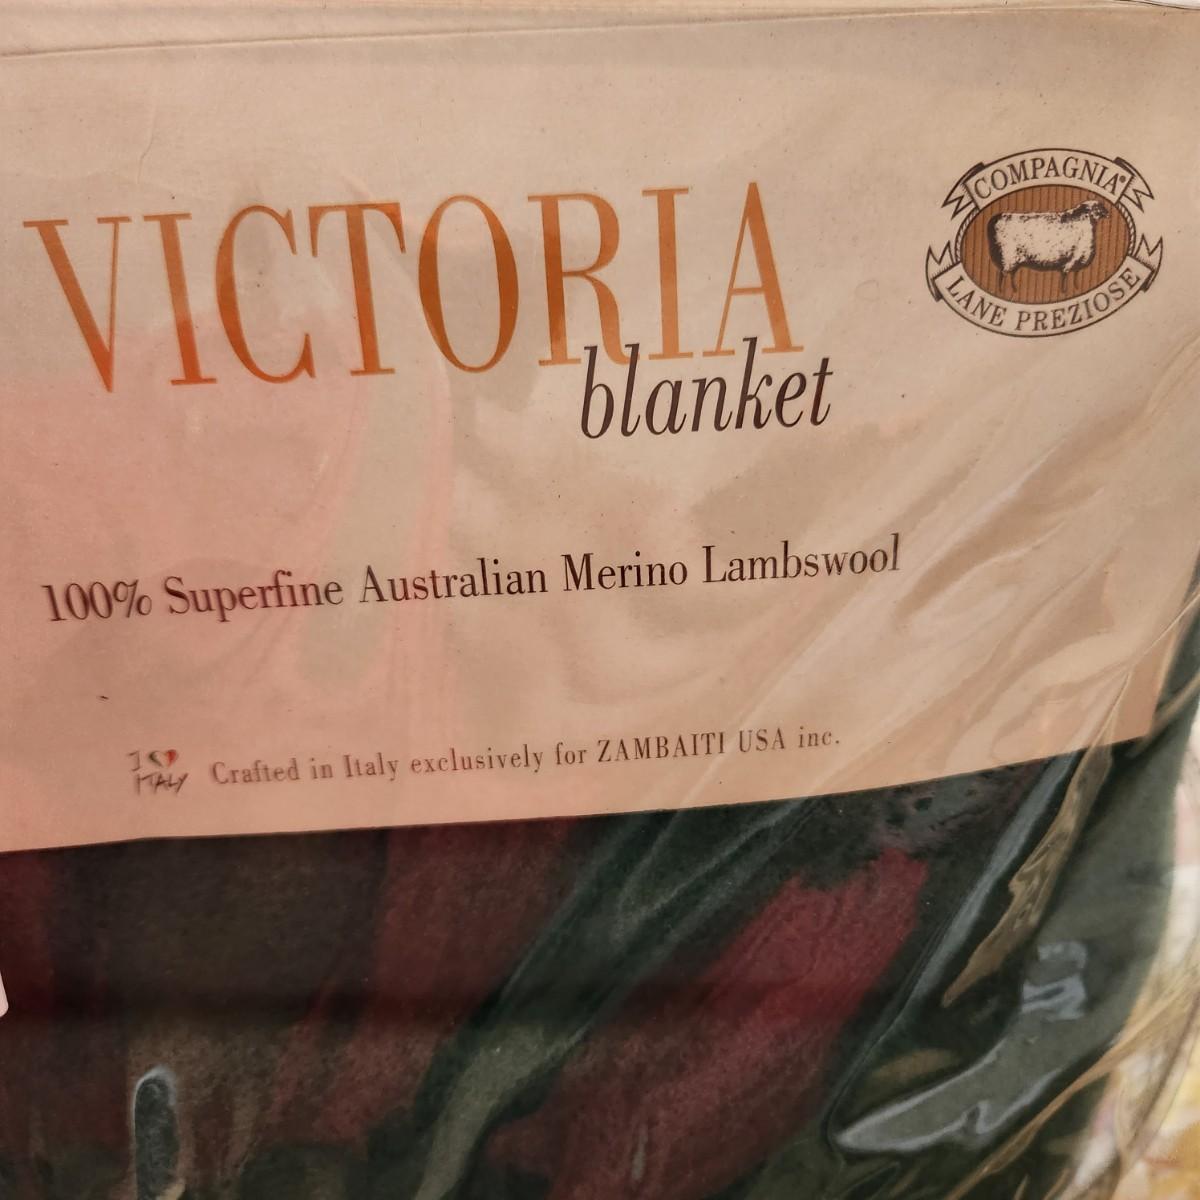 VICTORIA
blanket
COMPAGNIA®
LANE PREZIOSE
100% Superfine Australian Merino Lambswool
I ♥
ITALY
Crafted in Italy exclusively for ZAMBAITI USA inc.